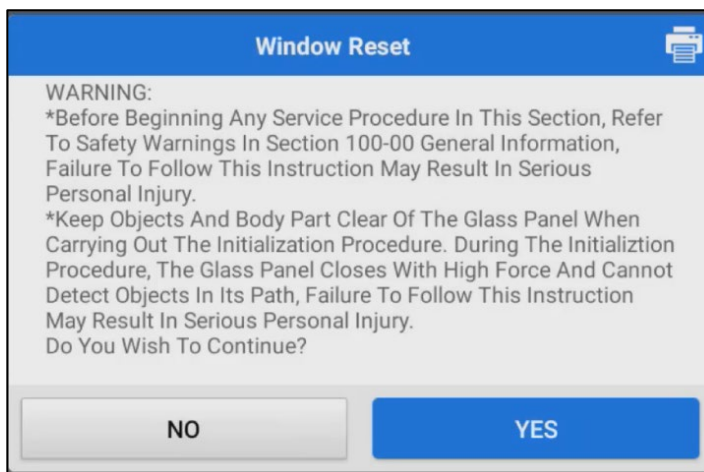 Window Reset
WARNING:
*Before Beginning Any Service Procedure In This Section, Refer
To Safety Warnings In Section 100-00 General Information,
Failure To Follow This Instruction May Result In Serious
Personal Injury.
*Keep Objects And Body Part Clear Of The Glass Panel When
Carrying Out The Initialization Procedure. During The Initializtion
Procedure, The Glass Panel Closes With High Force And Cannot
Detect Objects In Its Path, Failure To Follow This Instruction
May Result In Serious Personal Injury.
Do You Wish To Continue?
NO
YES